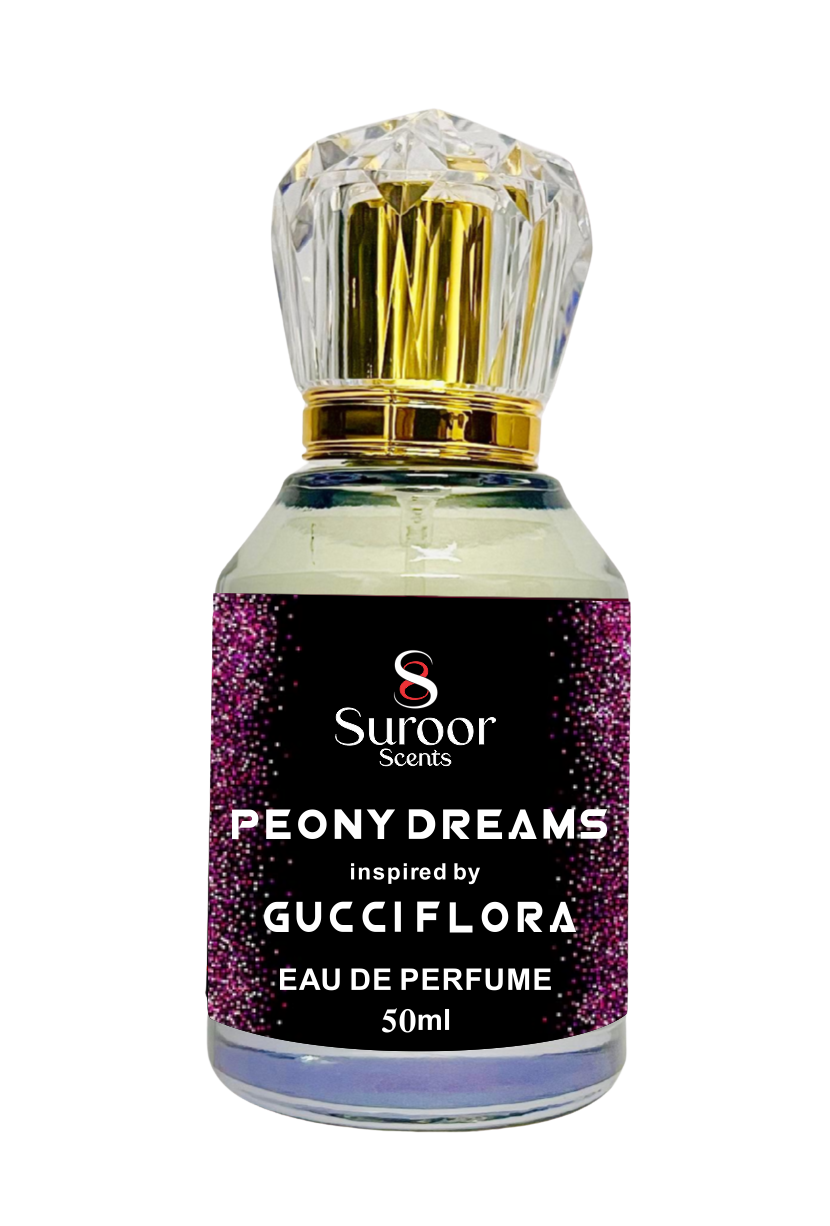 Suroor
Scents
PEONY DREAMS
inspired by
GUCCI FLORA
EAU DE PERFUME
50ml